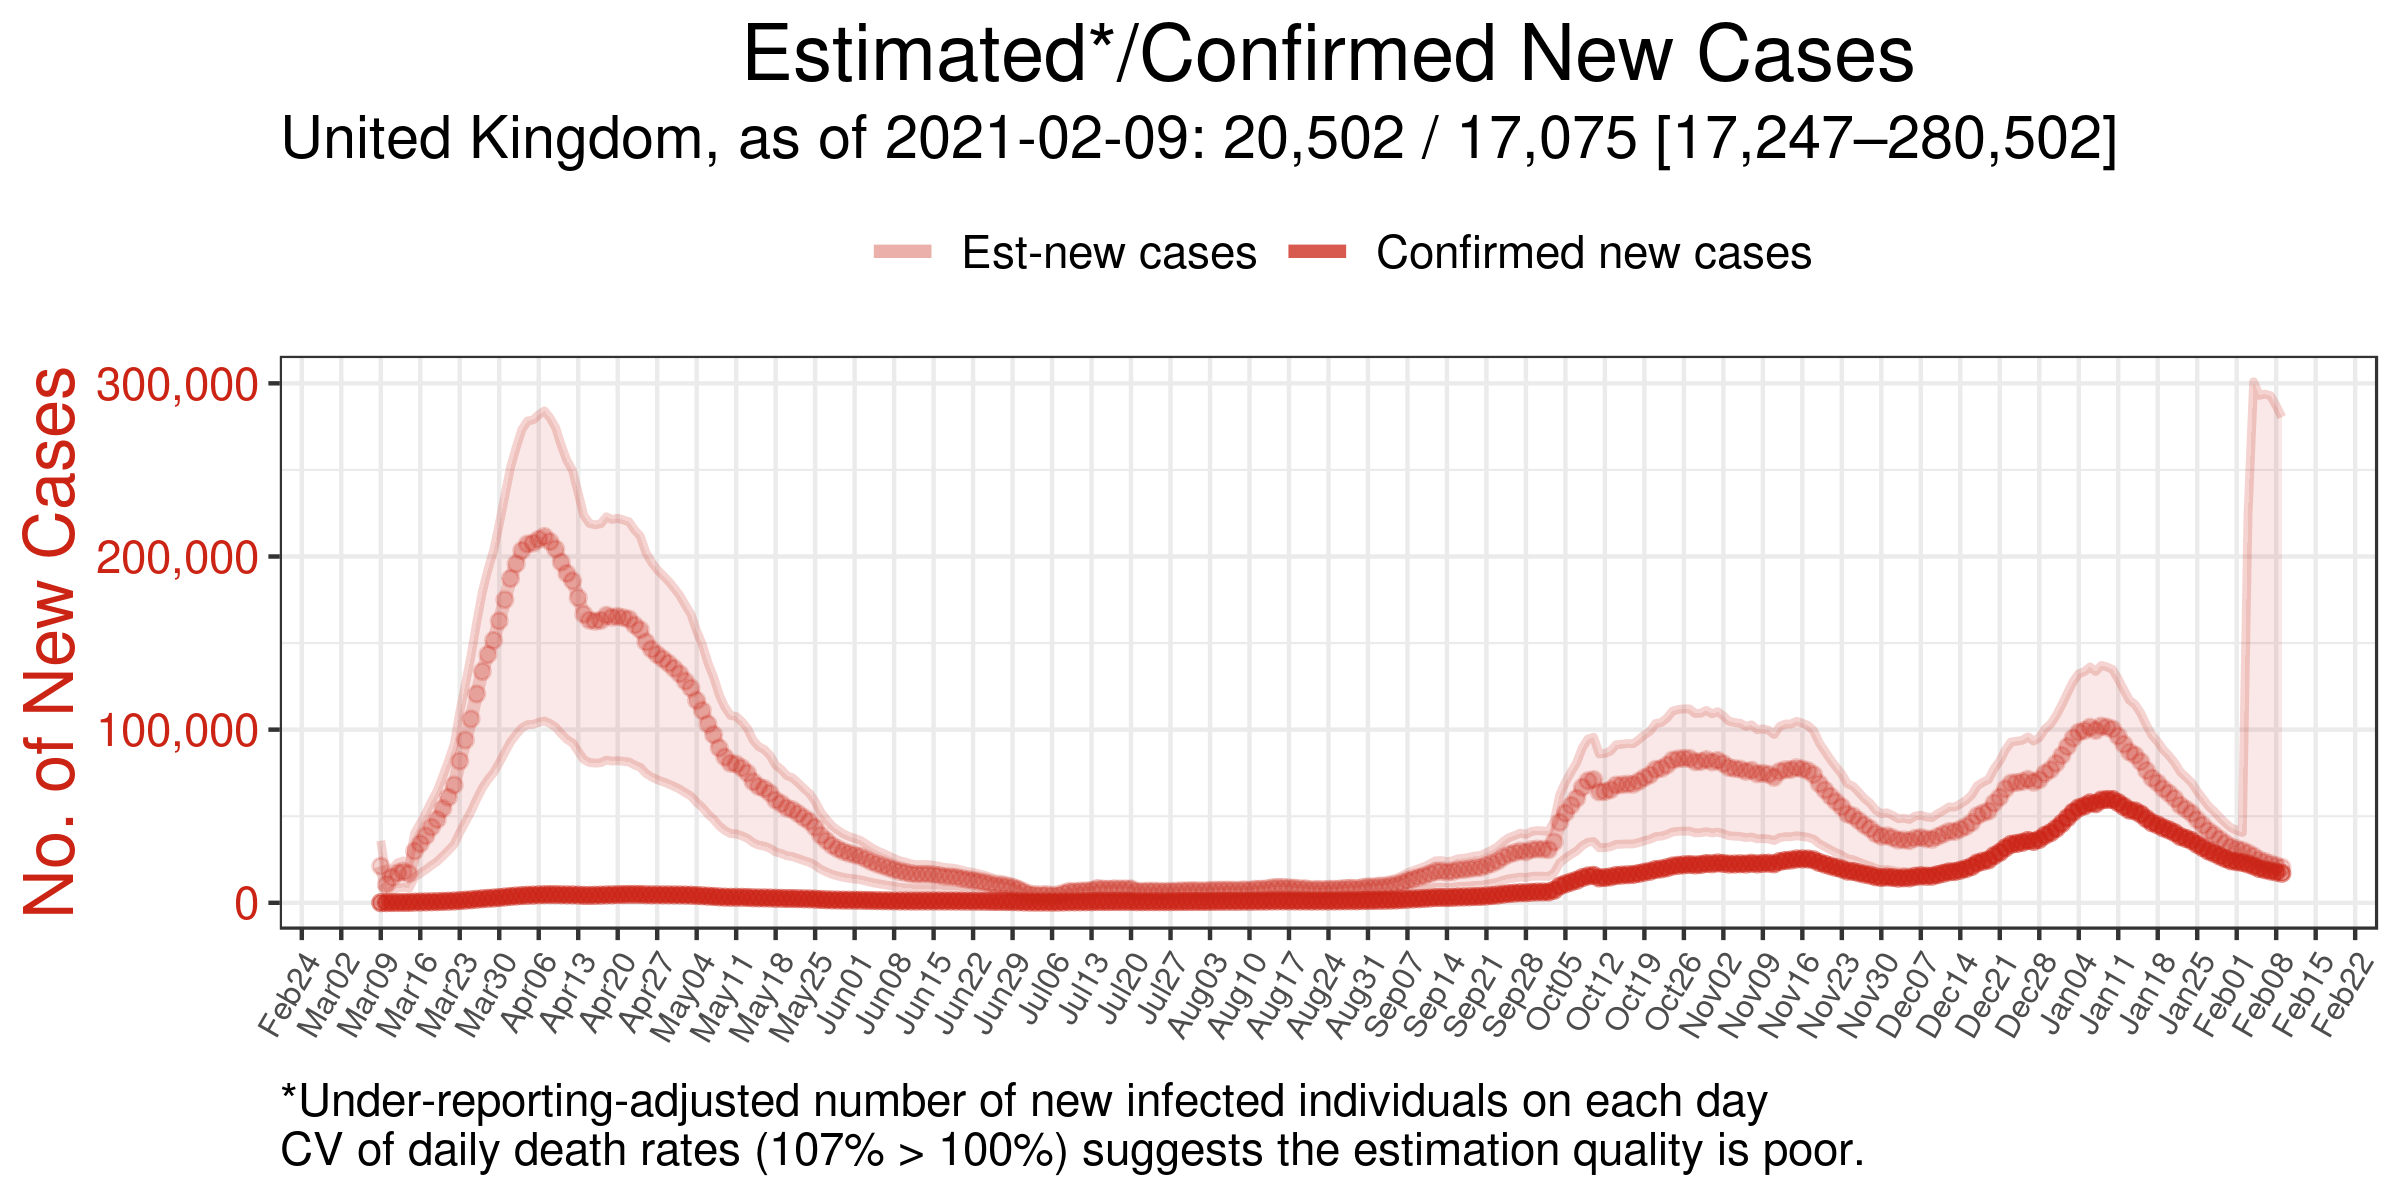 Estimated*/Confirmed New Cases
United Kingdom, as of 2021-02-09: 20,502 / 17,075 [17,247–280,502]
Est-new cases Confirmed new cases
No. of New Cases
300,000
200,000
100,000
0
Feb24 Mar02 Mar09 Mar16 Mar23 Mar30 Apr06 Apr13 Apr20 Apr27 May04 May11 May18 May25 Jun01 Jun08 Jun15 Jun22 Jun29 Jul06 Jul13 Jul20 Jul27 Aug03 Aug10 Aug17 Aug24 Aug31 Sep07 Sep14 Sep21 Sep28 Oct05 Oct12 Oct19 Oct26 Nov02 Nov09 Nov16 Nov23 Nov30 Dec07 Dec14 Dec21 Dec28 Jan04 Jan11 Jan18 Jan25 Feb01 Feb08 Feb15 Feb22
*Under-reporting-adjusted number of new infected individuals on each day
CV of daily death rates (107% > 100%) suggests the estimation quality is poor.